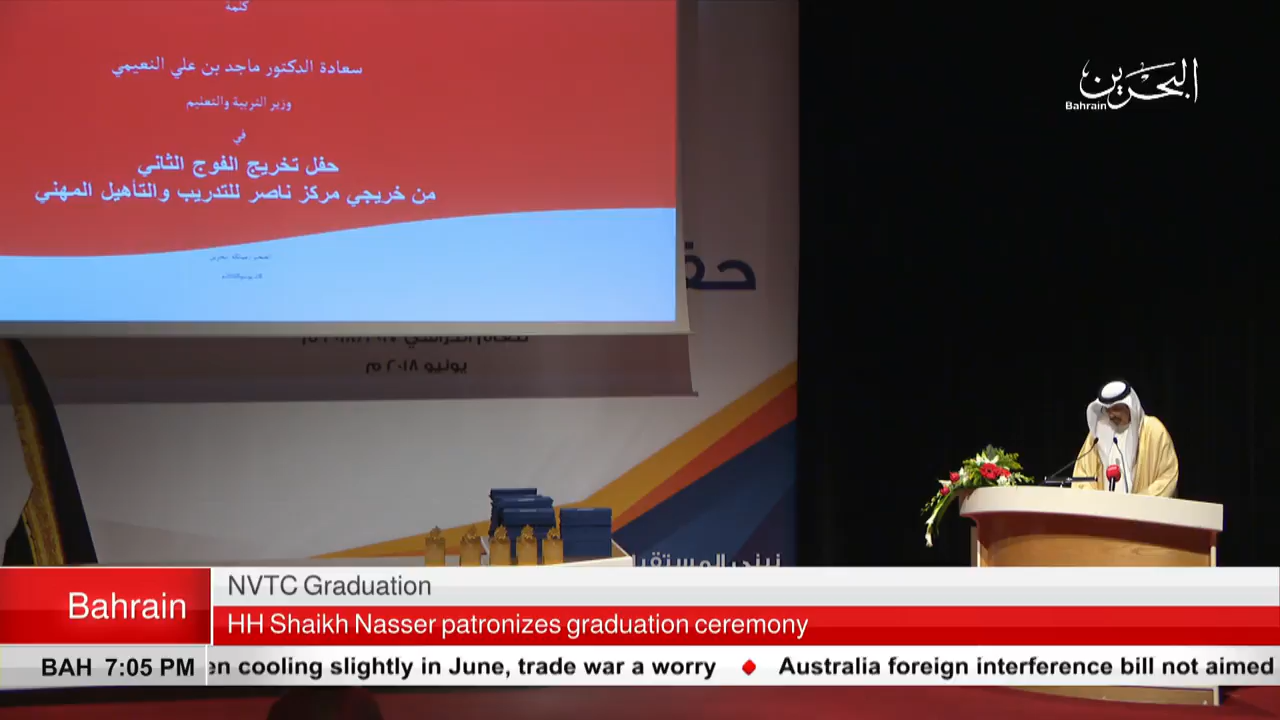 كلمة
سعادة الدكتور ماجد بن علي النعيمي
وزير التربية والتعليم
في
حفل تخريج الفوج الثاني
من خريجي مركز ناصر للتدريب والتأهيل المهني
البحرين
Bahrain
يونيو ٢٠١٨ م
Bahrain
NVTC Graduation
HH Shaikh Nasser patronizes graduation ceremony
BAH 7:05 PM
en cooling slightly in June, trade war a worry
Australia foreign interference bill not aimed